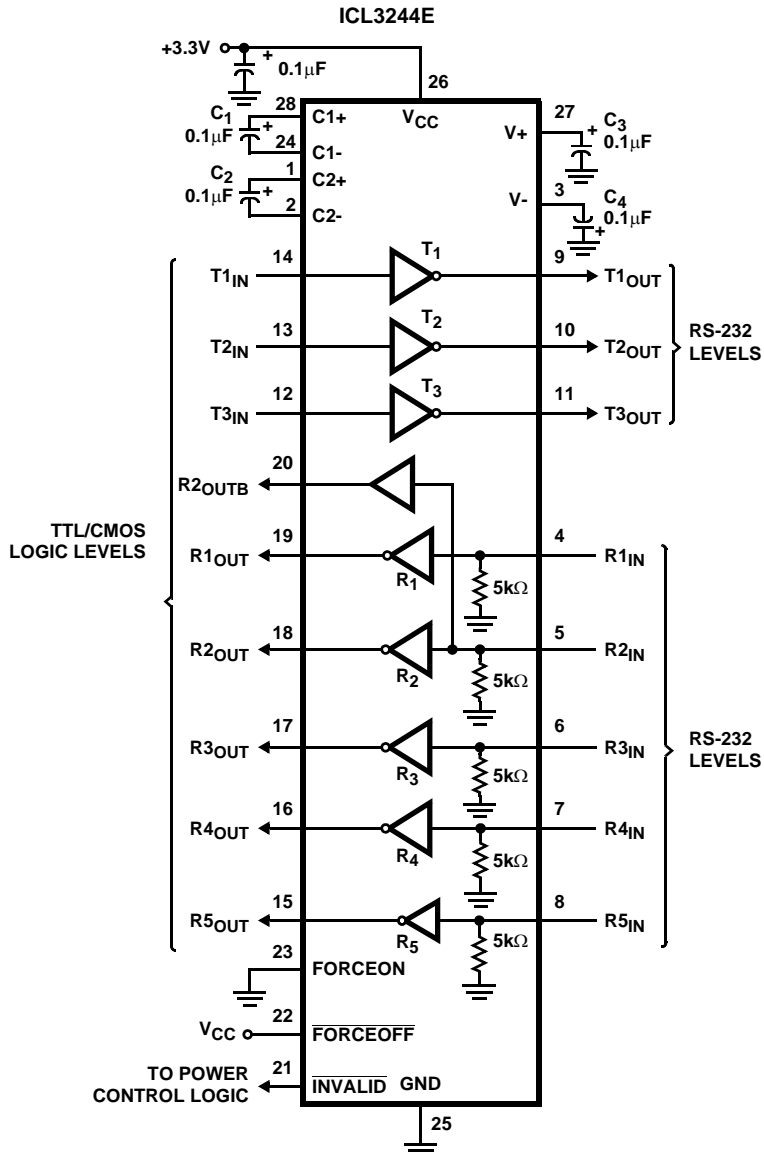 ICL3244E
+3.3V
+
0.1μF
26
VCC
28
C1+
C1
0.1μF
+
24
C1-
1
C2+
C2
0.1μF
+
2
C2-
27
V+
+
C3
0.1μF
3
V-
C4
0.1μF
+
T1IN
14
T1
9
T1OUT
T2IN
13
T2
10
T2OUT
T3IN
12
T3
11
T3OUT
RS-232
LEVELS
R2OUTB
20
TTL/CMOS
LOGIC LEVELS
R1OUT
19
R1
5kΩ
4
R1IN
R2OUT
18
R2
5kΩ
5
R2IN
R3OUT
17
R3
5kΩ
6
R3IN
RS-232
LEVELS
R4OUT
16
R4
5kΩ
7
R4IN
R5OUT
15
R5
5kΩ
8
R5IN
23
FORCEON
VCC
22
FORCEOFF
TO POWER
CONTROL LOGIC
21
INVALID
GND
25